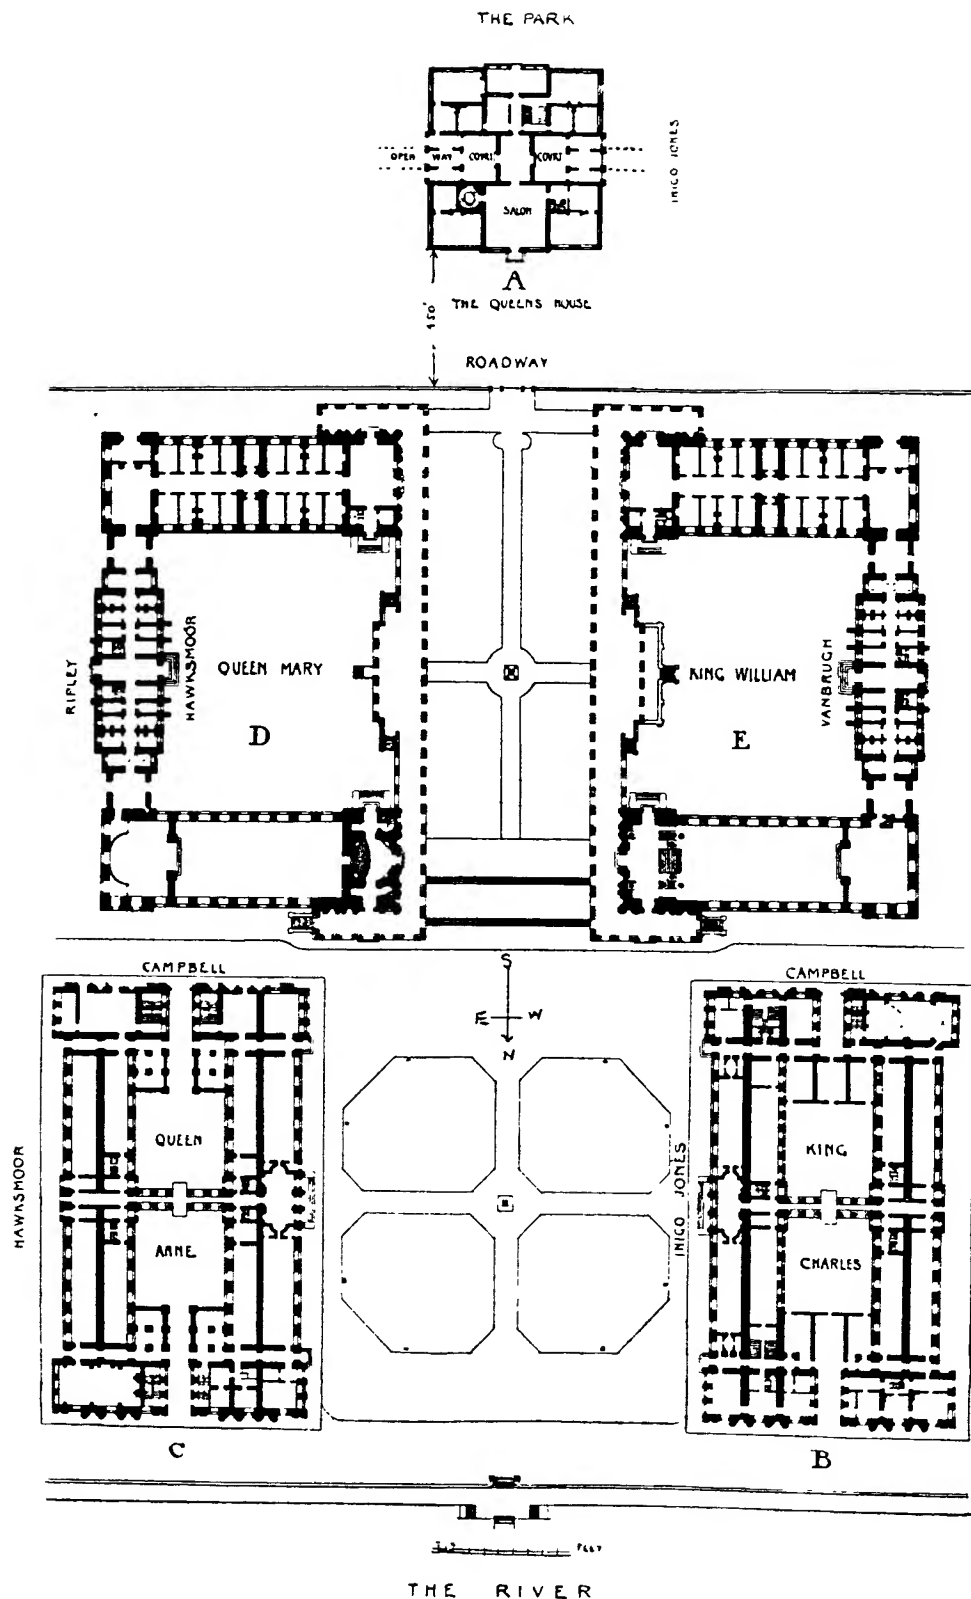 THE PARK
INIGO JONES
OPEN WAY COURT COURT
SALON
A
THE QUEENS HOUSE
450'
ROADWAY
RIPLEY
HAWKSMOOR
QUEEN MARY
D
KING WILLIAM
E
VANBRUGH
S
E W
N
CAMPBELL
CAMPBELL
HAWKSMOOR
QUEEN
ANNE
C
INIGO JONES
KING
CHARLES
B
FEET
THE RIVER